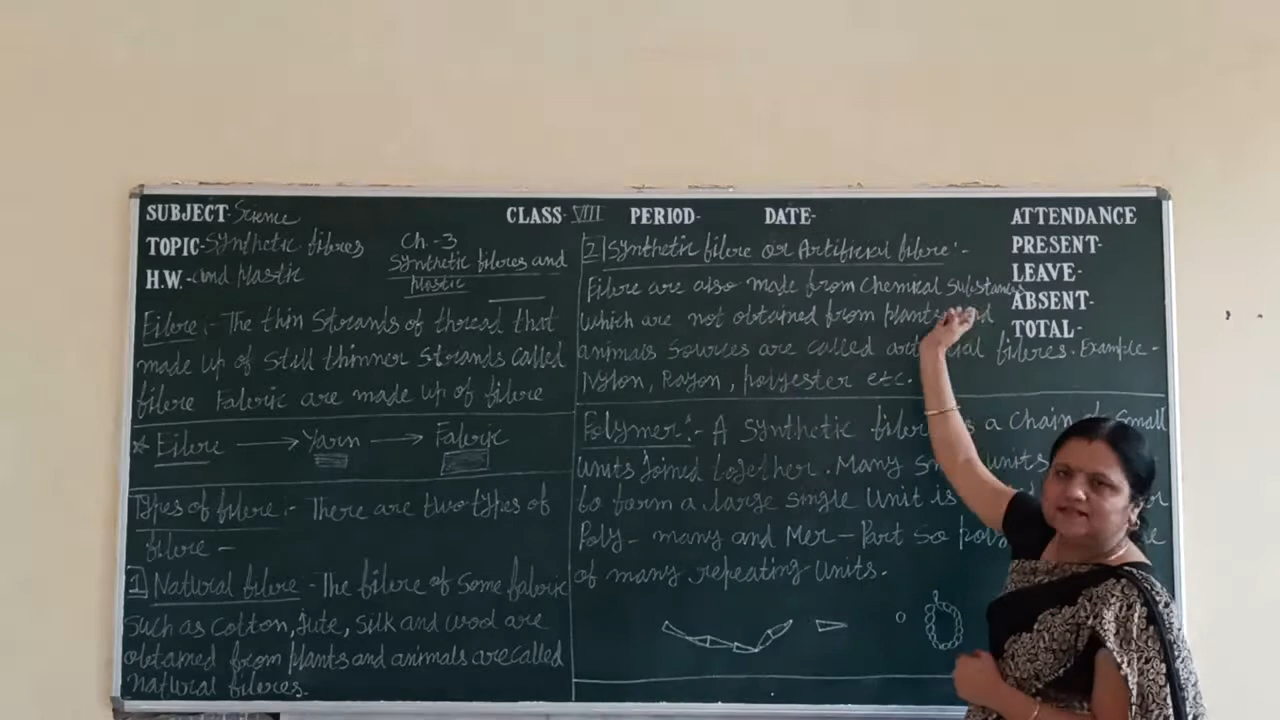 SUBJECT- Science
CLASS- VIII PERIOD- DATE-
ATTENDANCE
TOPIC- Synthetic fibres
H.W.- and Plastic
PRESENT-
LEAVE-
ABSENT-
TOTAL-
Ch.-3
Synthetic fibres and
Plastic
Fibre :- The thin strands of thread that
made up of still thinner strands called
fibre Fabric are made up of fibre
* Fibre → Yarn → Fabric
Types of fibre :- There are two types of
fibre -
1 Natural fibre - The fibre of some fabric
such as Cotton, Jute, Silk and wool are
obtained from plants and animals are called
natural fibres.
2 Synthetic fibre or Artificial fibre :-
Fibre are also made from Chemical Substances
which are not obtained from plants and
animals sources are called fibres. Example -
Nylon, Rayon, polyester etc.
Polymer :- A synthetic a Chain Small
units joined together. Many units
to form a large single unit is
Poly - many and Mer - Part so
of many repeating units.